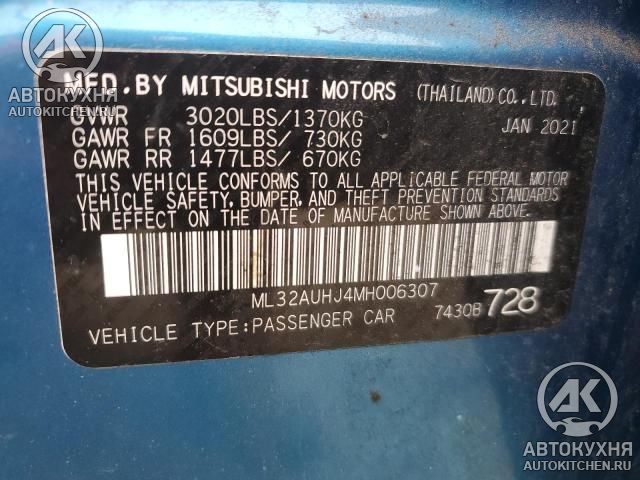 АК
АВТОКУХНЯ
AUTOKITCHEN.RU
MFD.BY MITSUBISHI MOTORS (THAILAND)CO.,LTD.
GVWR 3020LBS/1370KG JAN 2021
GAWR FR 1609LBS/ 730KG
GAWR RR 1477LBS/ 670KG
THIS VEHICLE CONFORMS TO ALL APPLICABLE FEDERAL MOTOR
VEHICLE SAFETY, BUMPER, AND THEFT PREVENTION STANDARDS
IN EFFECT ON THE DATE OF MANUFACTURE SHOWN ABOVE.
ML32AUHJ4MH006307
VEHICLE TYPE:PASSENGER CAR 7430B 728
АК
АВТОКУХНЯ
AUTOKITCHEN.RU